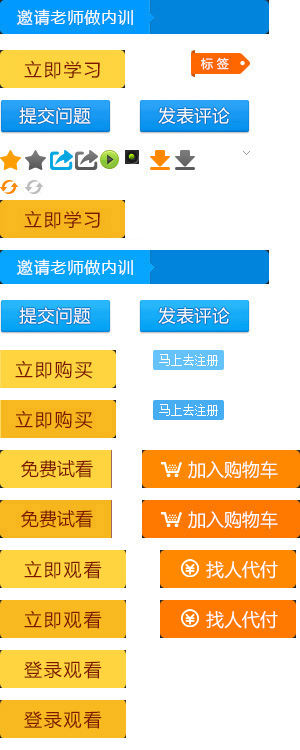 邀请老师做内训
立即学习
标签
提交问题 发表评论
立即学习
邀请老师做内训
提交问题 发表评论
立即购买 马上去注册
立即购买 马上去注册
免费试看 加入购物车
免费试看 加入购物车
立即观看 找人代付
立即观看 找人代付
登录观看
登录观看